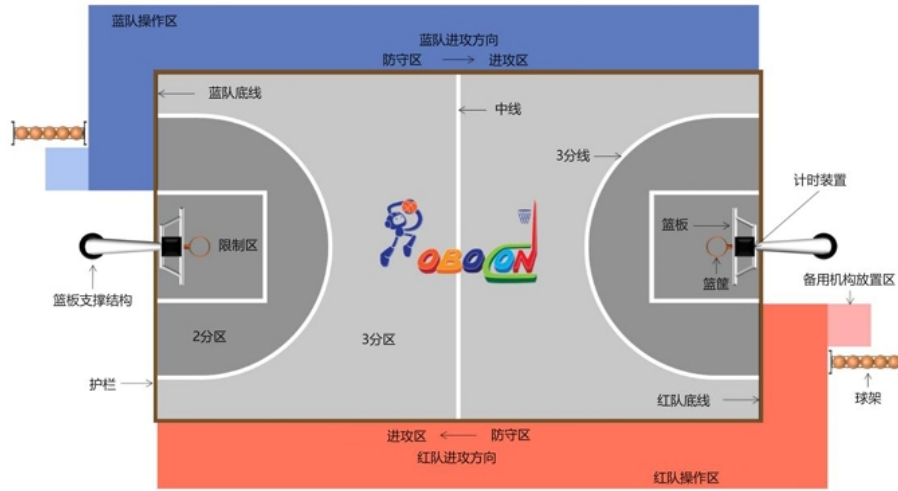 蓝队操作区
蓝队进攻方向
防守区
进攻区
蓝队底线
中线
3分线
计时装置
篮板
限制区
ROBOCON
篮筐
备用机构放置区
篮板支撑结构
2分区
3分区
护栏
红队底线
球架
进攻区
防守区
红队进攻方向
红队操作区